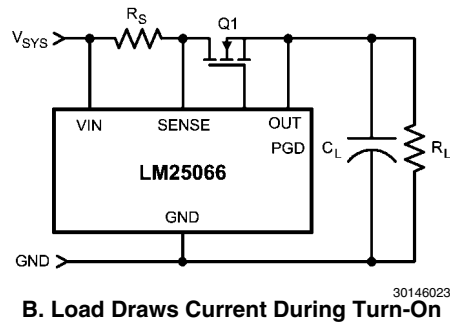 RS
Q1
VSYS
VIN
SENSE
OUT
PGD
LM25066
CL
RL
GND
GND
30146023
B. Load Draws Current During Turn-On